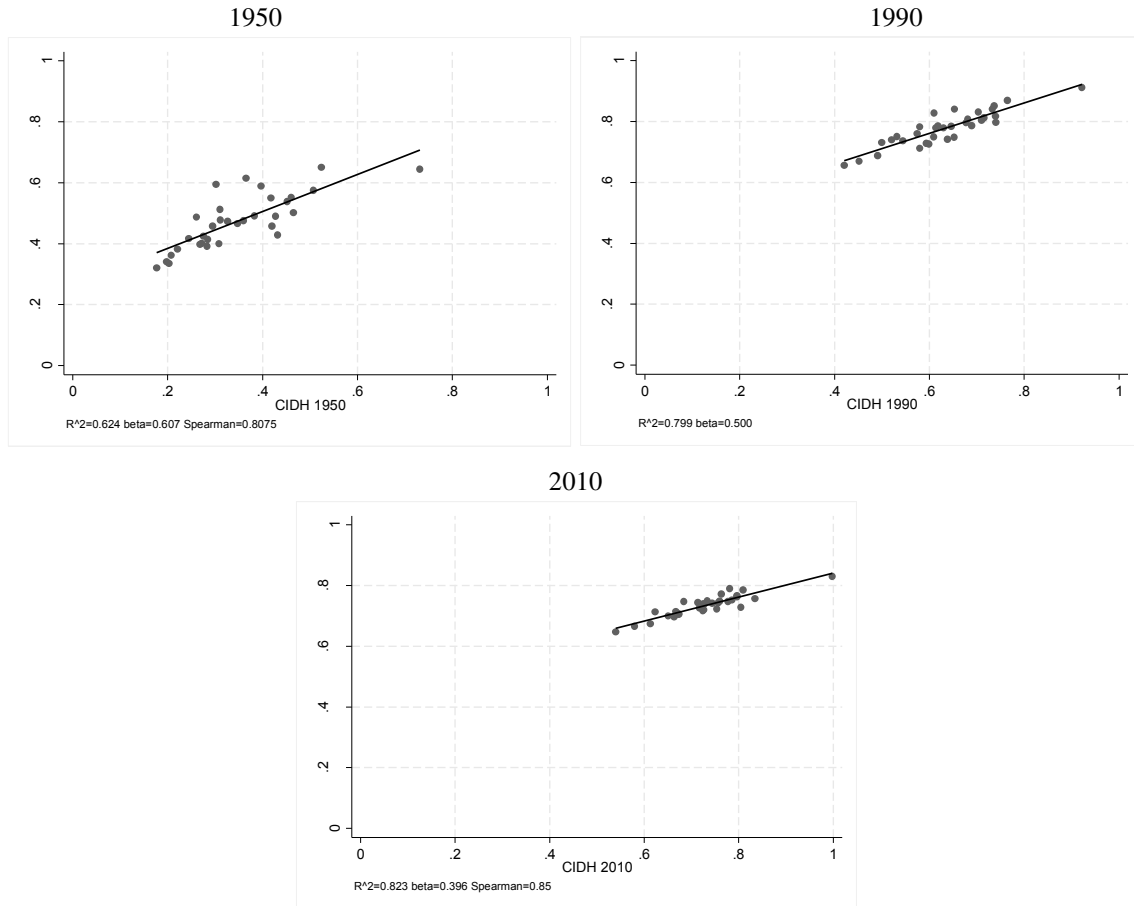 1950
1990
1
.8
.6
.4
.2
0
0 .2 .4 .6 .8 1
CIDH 1950
R^2=0.624 beta=0.607 Spearman=0.8075
1
.8
.6
.4
.2
0
0 .2 .4 .6 .8 1
CIDH 1990
R^2=0.799 beta=0.500
2010
1
.8
.6
.4
.2
0
0 .2 .4 .6 .8 1
CIDH 2010
R^2=0.823 beta=0.396 Spearman=0.85